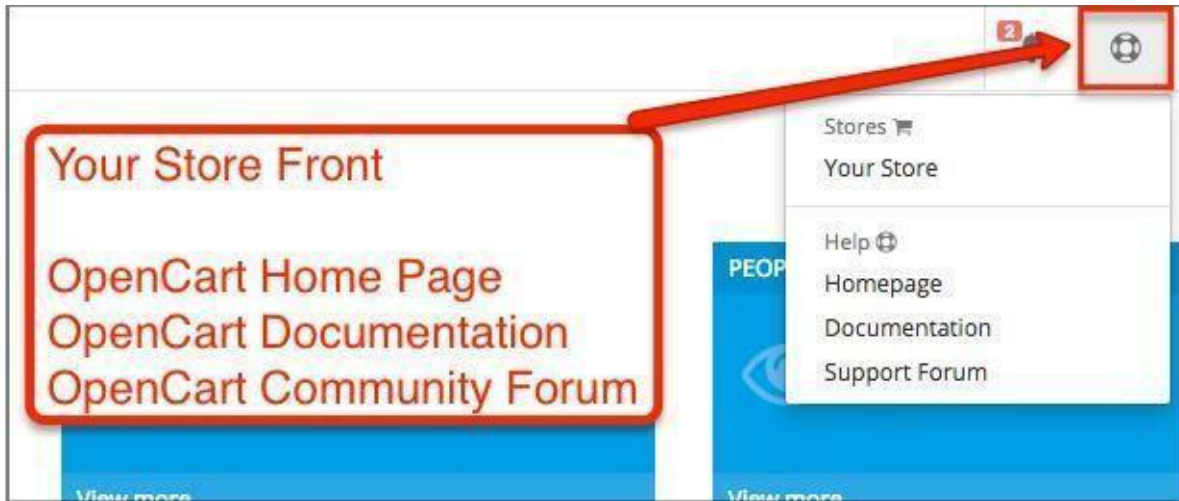 2
Stores
Your Store
Help
Homepage
Documentation
Support Forum
Your Store Front
OpenCart Home Page
OpenCart Documentation
OpenCart Community Forum
PEOP
View more
View more